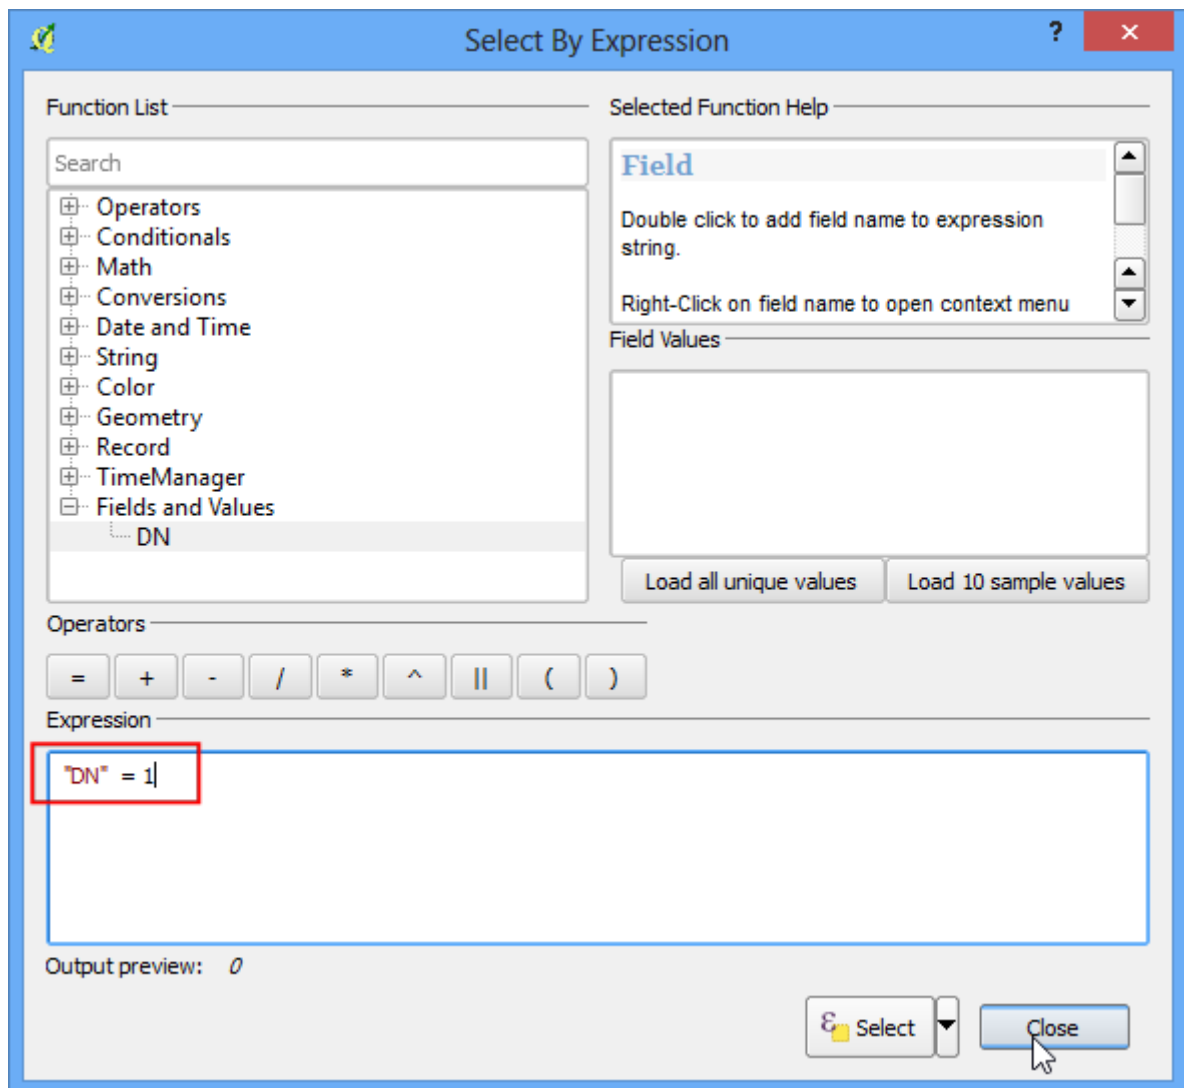 Select By Expression
?
Function List
Search
Operators
Conditionals
Math
Conversions
Date and Time
String
Color
Geometry
Record
TimeManager
Fields and Values
DN
Selected Function Help
Field
Double click to add field name to expression
string.
Right-Click on field name to open context menu
Field Values
Load all unique values Load 10 sample values
Operators
= + - / * ^ || ( )
Expression
"DN" = 1
Output preview: 0
Select Close